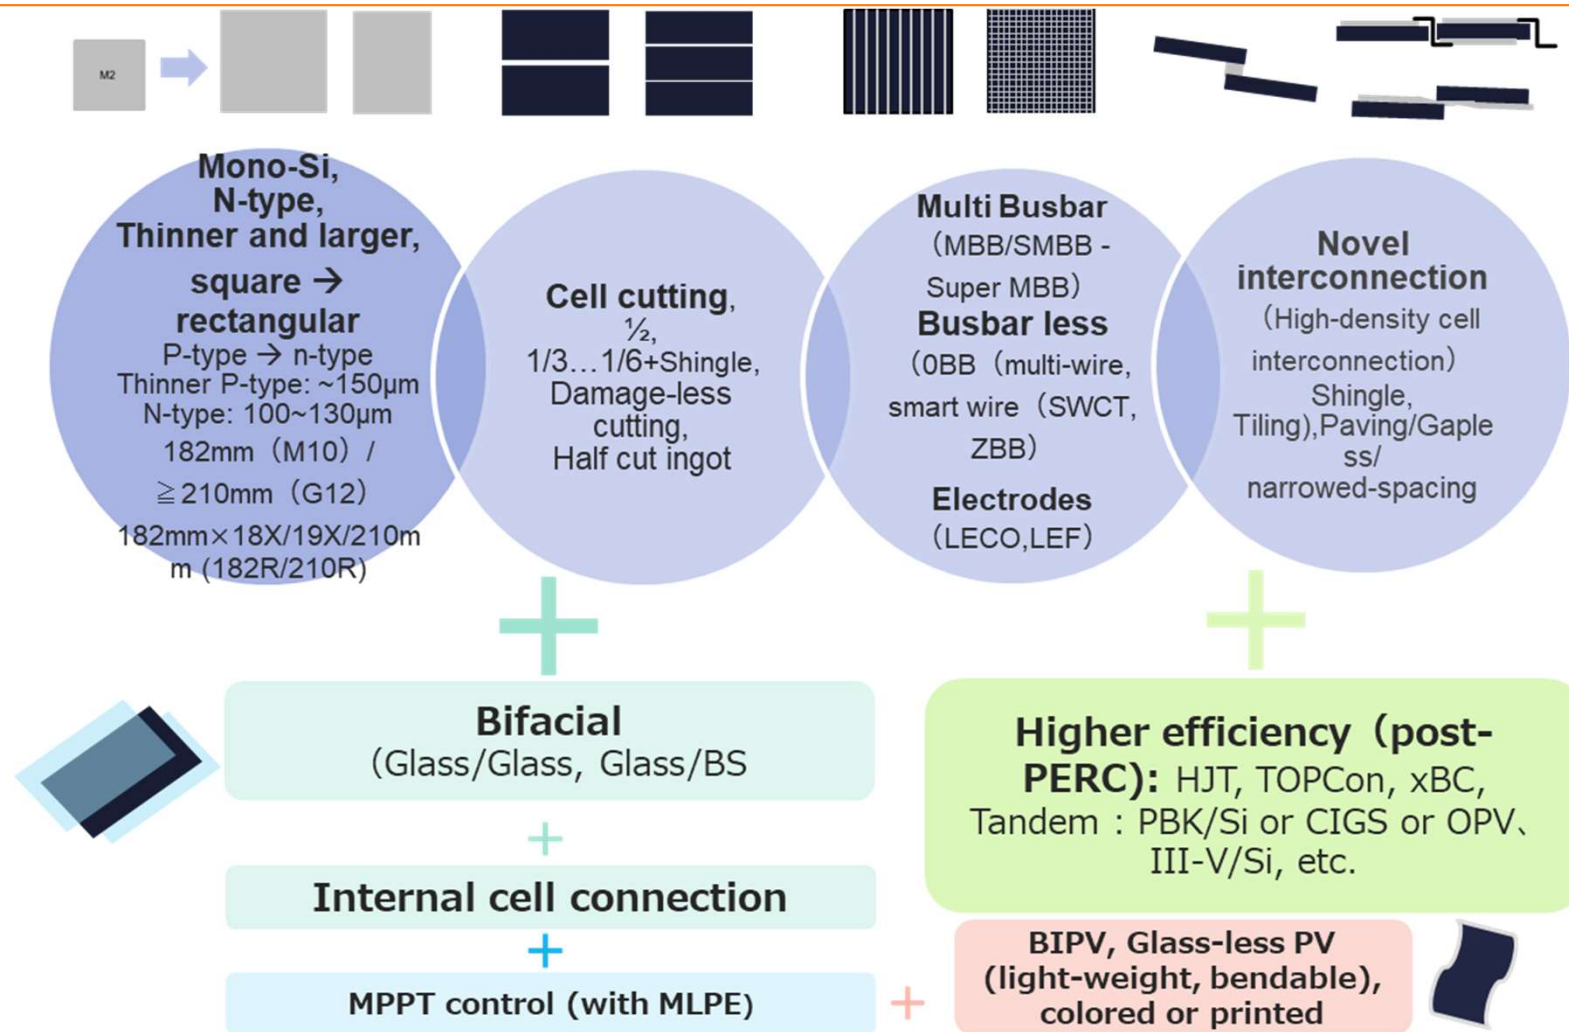 M2
Mono-Si,
N-type,
Thinner and larger,
square →
rectangular
P-type → n-type
Thinner P-type: ~150μm
N-type: 100~130μm
182mm（M10）/
≧210mm（G12）
182mm×18X/19X/210m
m (182R/210R)
Cell cutting,
½,
1/3…1/6+Shingle,
Damage-less
cutting,
Half cut ingot
Multi Busbar
（MBB/SMBB -
Super MBB）
Busbar less
（0BB（multi-wire,
smart wire（SWCT,
ZBB）
Electrodes
（LECO,LEF）
Novel
interconnection
（High-density cell
interconnection）
Shingle,
Tiling),Paving/Gaple
ss/
narrowed-spacing
Bifacial
（Glass/Glass, Glass/BS
Internal cell connection
MPPT control (with MLPE)
Higher efficiency（post-
PERC): HJT, TOPCon, xBC,
Tandem : PBK/Si or CIGS or OPV、
III-V/Si, etc.
BIPV, Glass-less PV
(light-weight, bendable),
colored or printed